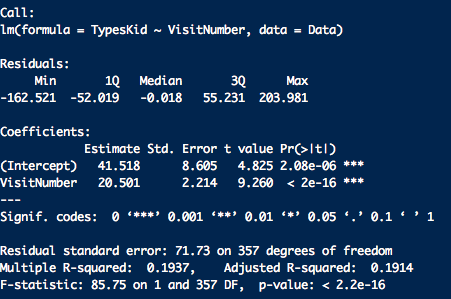 Call:
lm(formula = TypesKid ~ VisitNumber, data = Data)
Residuals:
Min 1Q Median 3Q Max
-162.521 -52.019 -0.018 55.231 203.981
Coefficients:
Estimate Std. Error t value Pr(>|t|)
(Intercept) 41.518 8.605 4.825 2.08e-06 ***
VisitNumber 20.501 2.214 9.260 < 2e-16 ***
---
Signif. codes: 0 ‘***’ 0.001 ‘**’ 0.01 ‘*’ 0.05 ‘.’ 0.1 ‘ ’ 1
Residual standard error: 71.73 on 357 degrees of freedom
Multiple R-squared: 0.1937, Adjusted R-squared: 0.1914
F-statistic: 85.75 on 1 and 357 DF, p-value: < 2.2e-16